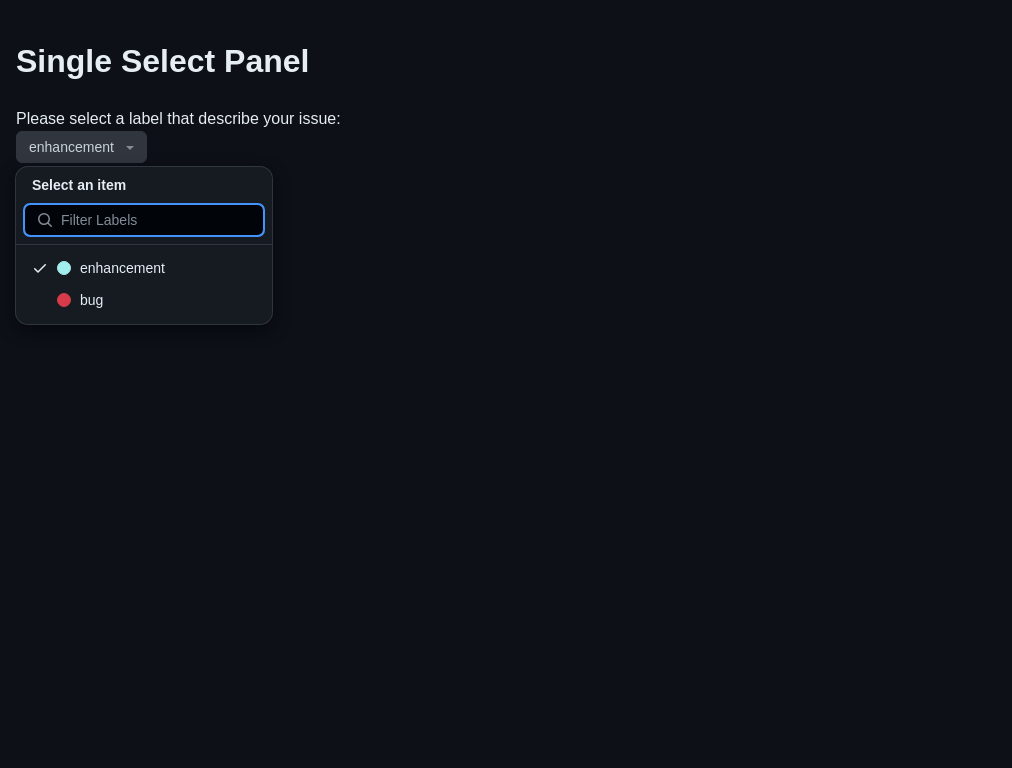 Single Select Panel
Please select a label that describe your issue:
enhancement
Select an item
Filter Labels
enhancement
bug